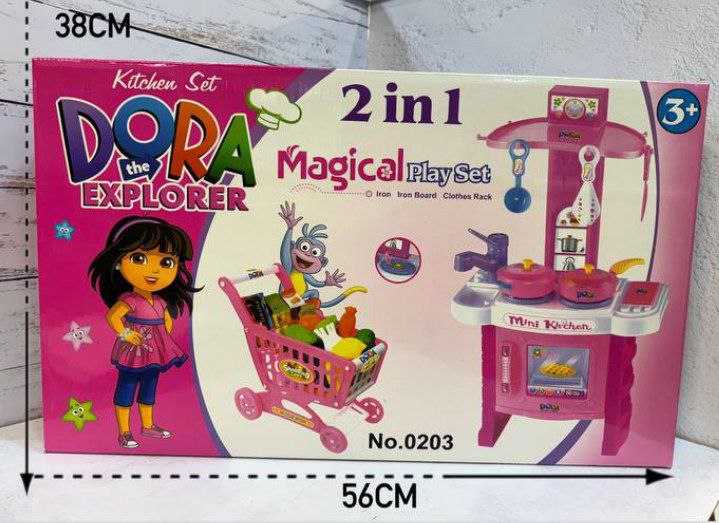 38CM
Kitchen Set
DORA
the
EXPLORER
2 in 1
3+
Magical Play Set
Iron Iron Board Clothes Rack
Mini Kitchen
No.0203
56CM